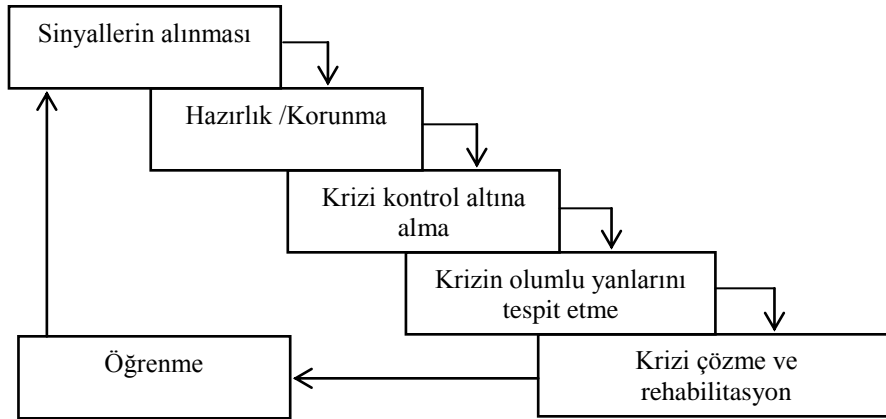 Sinyallerin alınması
Hazırlık /Korunma
Krizi kontrol altına
alma
Krizin olumlu yanlarını
tespit etme
Krizi çözme ve
rehabilitasyon
Öğrenme